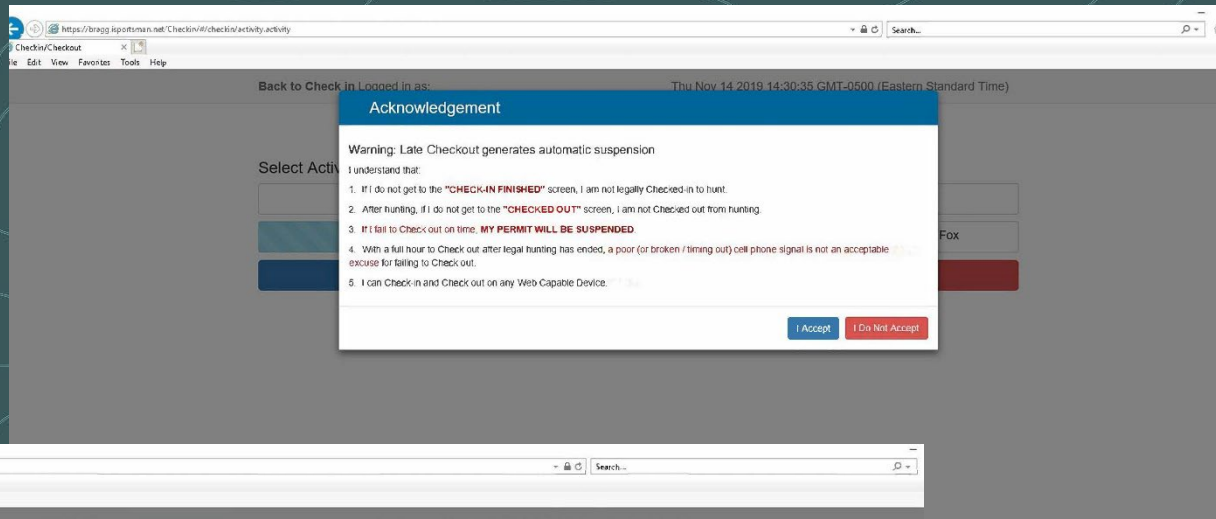 https://bragg.isportsman.net/Checkin/#/checkin/activity.activity
Search...
Checkin/Checkout
File Edit View Favorites Tools Help
Back to Check in Logged in as:
Thu Nov 14 2019 14:30:35 GMT-0500 (Eastern Standard Time)
Acknowledgement
Warning: Late Checkout generates automatic suspension
Select Activ
I understand that:
1. If I do not get to the "CHECK-IN FINISHED" screen, I am not legally Checked-in to hunt.
2. After hunting, if I do not get to the "CHECKED OUT" screen, I am not Checked out from hunting.
3. If I fail to Check out on time, MY PERMIT WILL BE SUSPENDED.
Fox
4. With a full hour to Check out after legal hunting has ended, a poor (or broken / timing out) cell phone signal is not an acceptable
excuse for failing to Check out.
5. I can Check-in and Check out on any Web Capable Device.
I Accept
I Do Not Accept
Search...